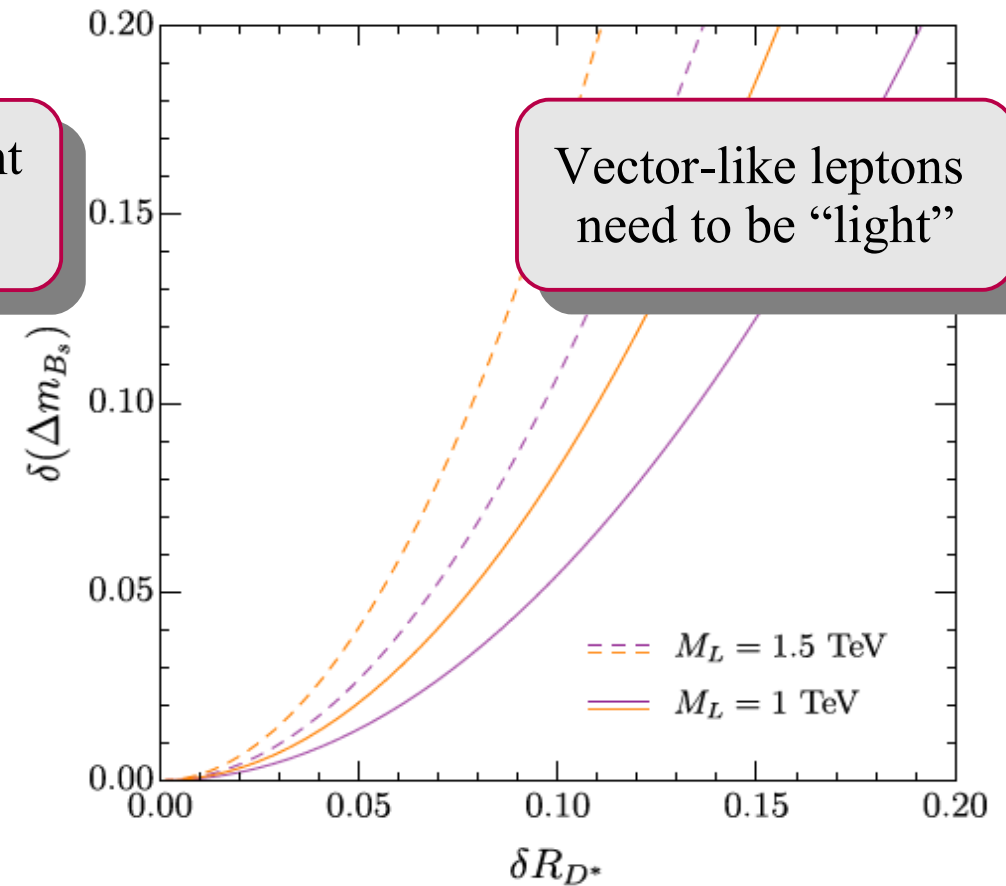 0.20
Vector-like leptons
need to be “light”
0.15
δ(Δm_{B_s})
0.10
0.05
M_L = 1.5 TeV
M_L = 1 TeV
0.00
0.00 0.05 0.10 0.15 0.20
δR_{D*}